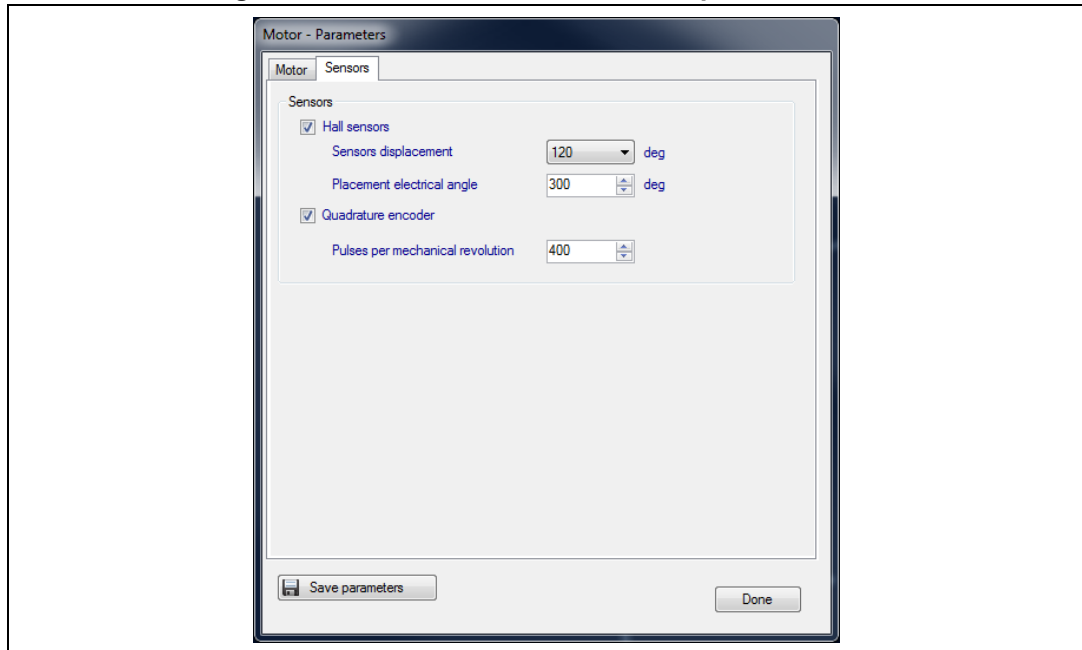 Motor - Parameters
Motor Sensors
Sensors
Hall sensors
Sensors displacement 120 deg
Placement electrical angle 300 deg
Quadrature encoder
Pulses per mechanical revolution 400
Save parameters
Done